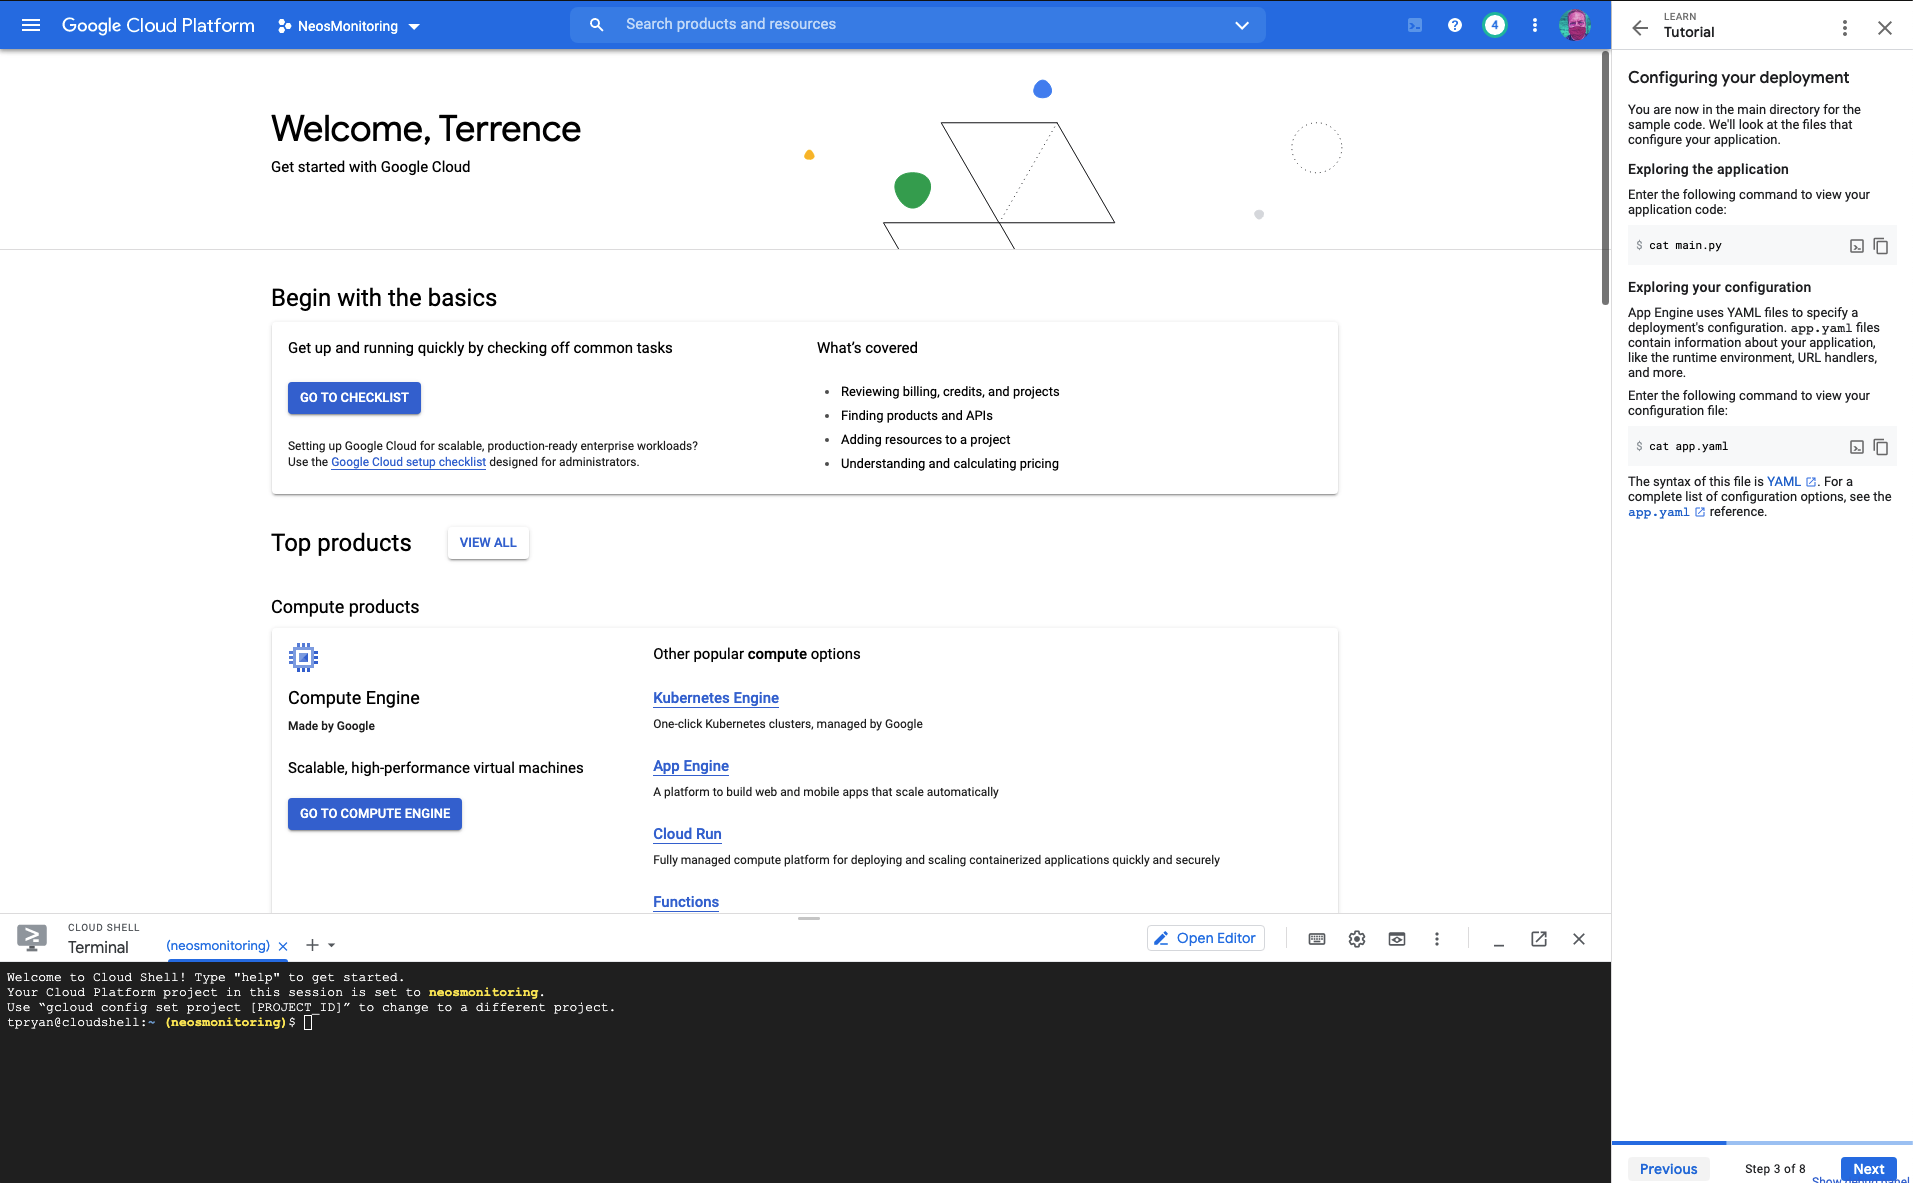 Google Cloud Platform
NeosMonitoring
Search products and resources
4
Welcome, Terrence
Get started with Google Cloud
Begin with the basics
Get up and running quickly by checking off common tasks
GO TO CHECKLIST
Setting up Google Cloud for scalable, production-ready enterprise workloads?
Use the Google Cloud setup checklist designed for administrators.
What's covered
Reviewing billing, credits, and projects
Finding products and APIs
Adding resources to a project
Understanding and calculating pricing
Top products
VIEW ALL
Compute products
Compute Engine
Made by Google
Scalable, high-performance virtual machines
GO TO COMPUTE ENGINE
Other popular compute options
Kubernetes Engine
One-click Kubernetes clusters, managed by Google
App Engine
A platform to build web and mobile apps that scale automatically
Cloud Run
Fully managed compute platform for deploying and scaling containerized applications quickly and securely
Functions
CLOUD SHELL
Terminal
(neosmonitoring)
Open Editor
Welcome to Cloud Shell! Type "help" to get started.
Your Cloud Platform project in this session is set to neosmonitoring.
Use “gcloud config set project [PROJECT_ID]” to change to a different project.
tpryan@cloudshell:~ (neosmonitoring)$
LEARN
Tutorial
Configuring your deployment
You are now in the main directory for the
sample code. We'll look at the files that
configure your application.
Exploring the application
Enter the following command to view your
application code:
$ cat main.py
Exploring your configuration
App Engine uses YAML files to specify a
deployment's configuration. app.yaml files
contain information about your application,
like the runtime environment, URL handlers,
and more.
Enter the following command to view your
configuration file:
$ cat app.yaml
The syntax of this file is YAML. For a
complete list of configuration options, see the
app.yaml reference.
Previous
Step 3 of 8
Next
Show debug panel